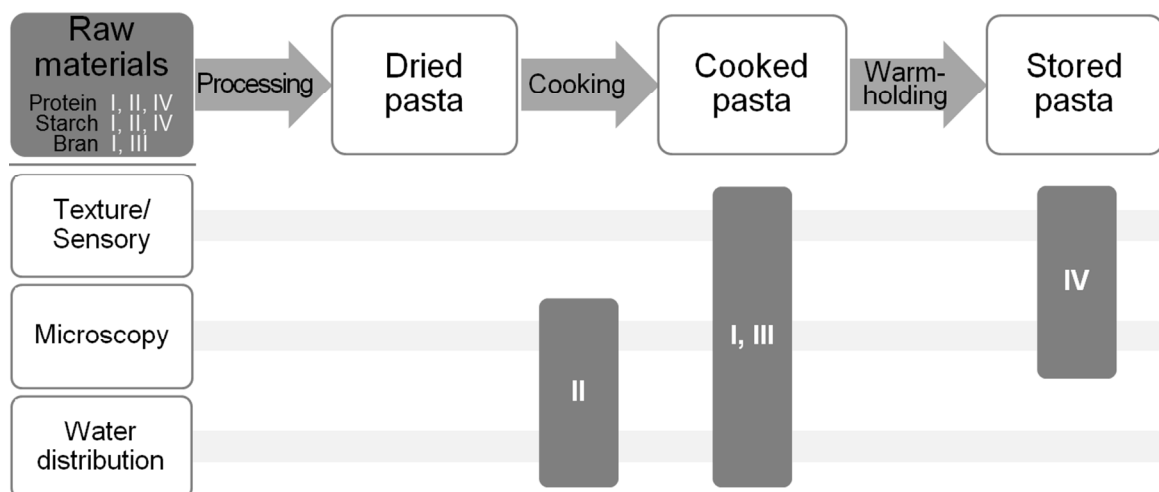 Raw
materials
Protein I, II, IV
Starch I, II, IV
Bran I, III
Processing
Dried
pasta
Cooking
Cooked
pasta
Warm-
holding
Stored
pasta
Texture/
Sensory
Microscopy
Water
distribution
II
I, III
IV